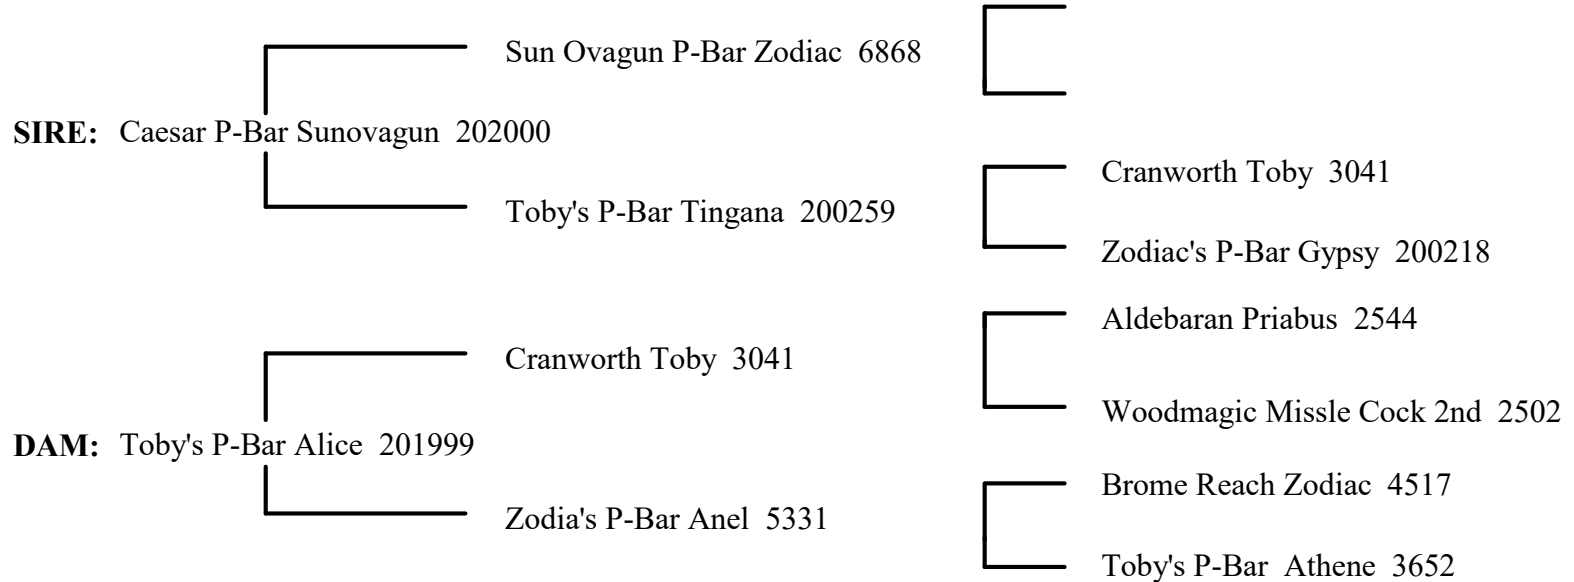 Sun Ovagun P-Bar Zodiac 6868
SIRE: Caesar P-Bar Sunovagun 202000
Cranworth Toby 3041
Toby's P-Bar Tingana 200259
Zodiac's P-Bar Gypsy 200218
Aldebaran Priabus 2544
Cranworth Toby 3041
Woodmagic Missle Cock 2nd 2502
DAM: Toby's P-Bar Alice 201999
Brome Reach Zodiac 4517
Zodia's P-Bar Anel 5331
Toby's P-Bar Athene 3652